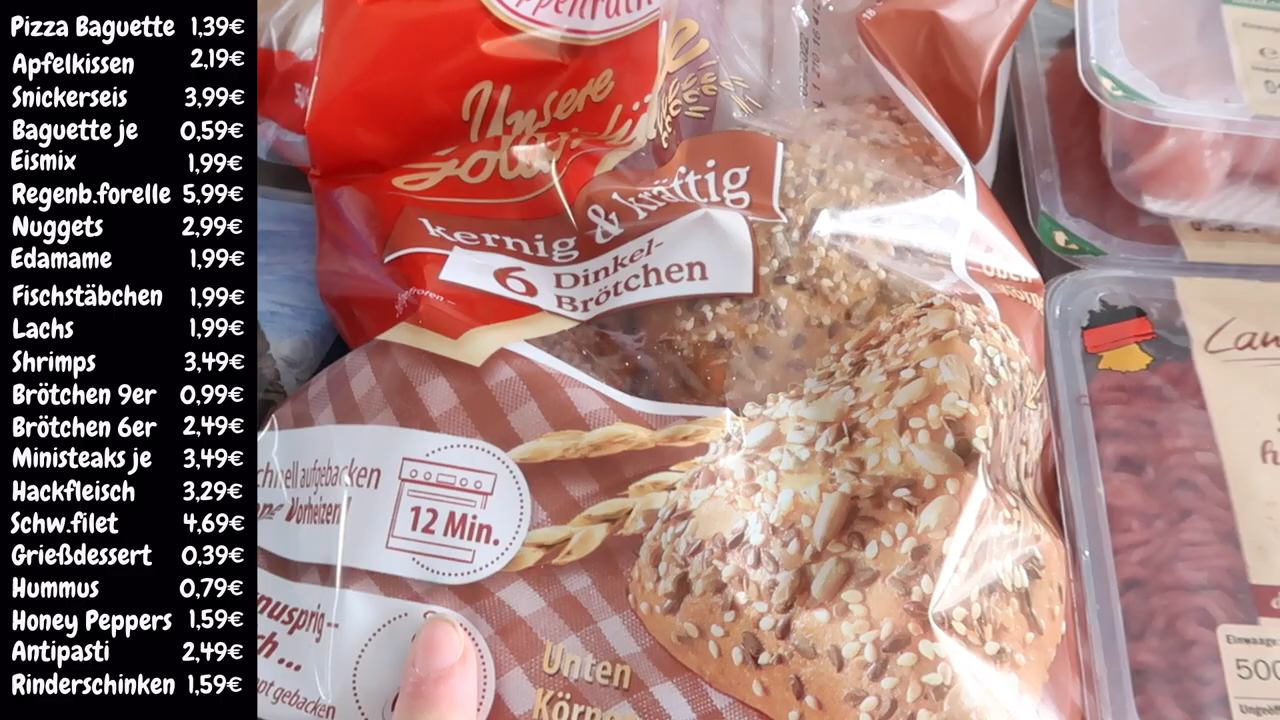 Pizza Baguette 1,39€
Apfelkissen 2,19€
Snickerseis 3,99€
Baguette je 0,59€
Eismix 1,99€
Regenb.forelle 5,99€
Nuggets 2,99€
Edamame 1,99€
Fischstäbchen 1,99€
Lachs 1,99€
Shrimps 3,49€
Brötchen 9er 0,99€
Brötchen 6er 2,49€
Ministeaks je 3,49€
Hackfleisch 3,29€
Schw.filet 4,69€
Grießdessert 0,39€
Hummus 0,79€
Honey Peppers 1,59€
Antipasti 2,49€
Rinderschinken 1,59€
Unsere
kernig & kräftig
6 Dinkel-
Brötchen
aufgebacken
Vorheizen!
12 Min.
gebacken
Unten
Einwaage:
500